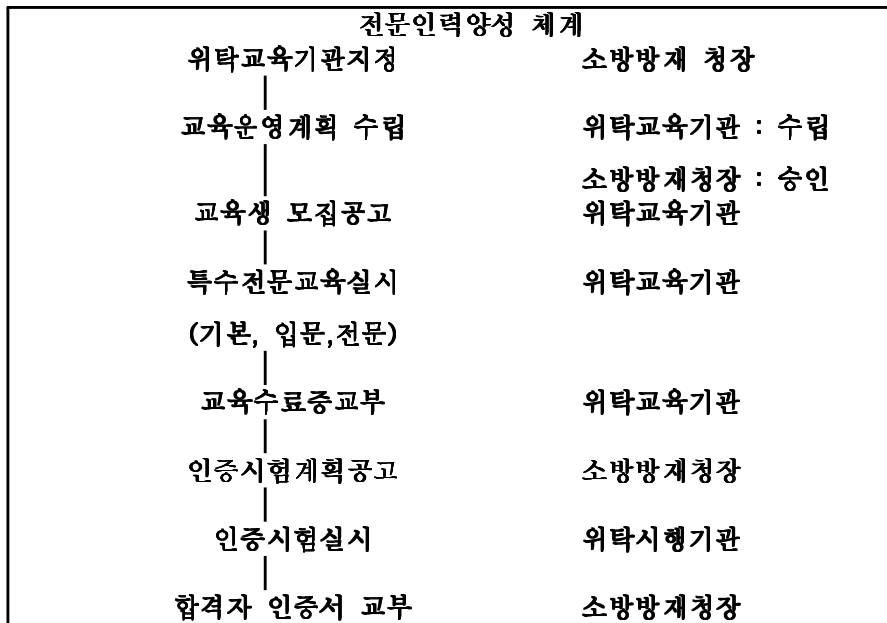 전문인력양성 체계
위탁교육기관지정 소방방재 청장
교육운영계획 수립 위탁교육기관 : 수립
소방방재청장 : 승인
교육생 모집공고 위탁교육기관
특수전문교육실시 위탁교육기관
(기본, 입문,전문)
교육수료증교부 위탁교육기관
인증시험계획공고 소방방재청장
인증시험실시 위탁시행기관
합격자 인증서 교부 소방방재청장